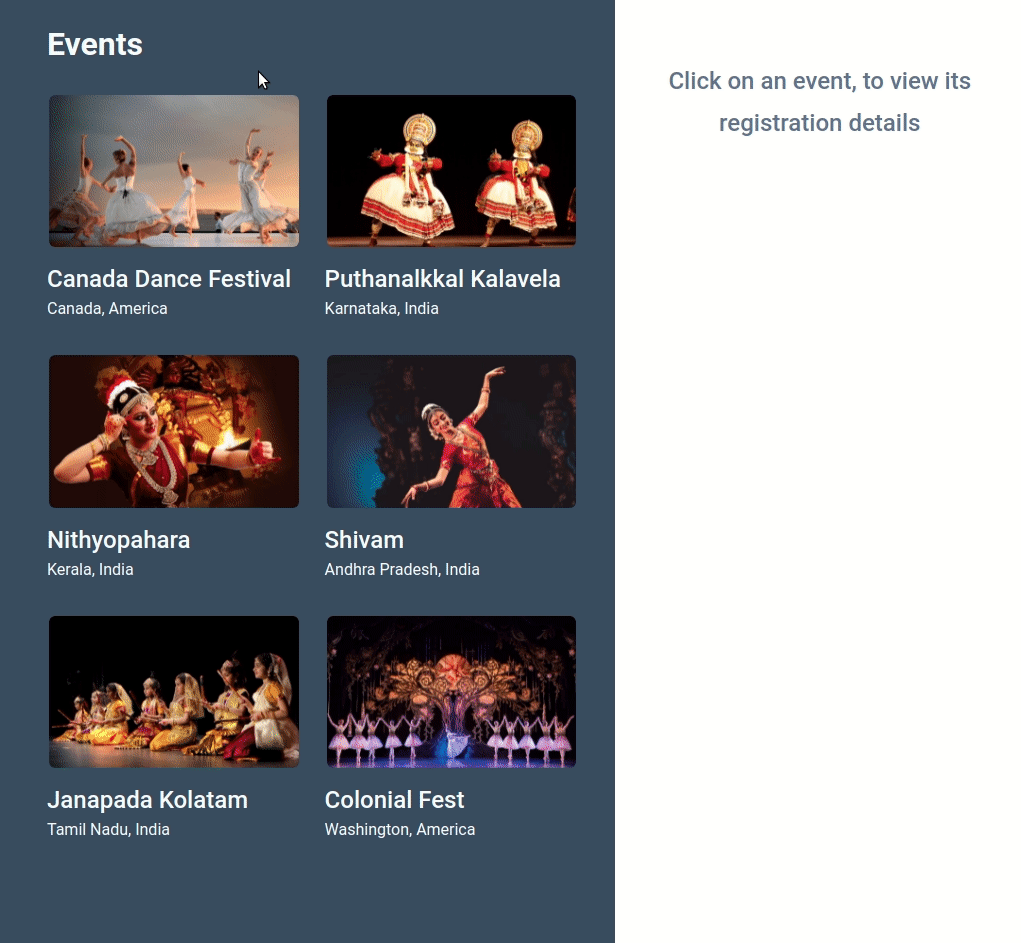 Events
Click on an event, to view its
registration details
Canada Dance Festival
Canada, America
Puthanalkkal Kalavela
Karnataka, India
Nithyopahara
Kerala, India
Shivam
Andhra Pradesh, India
Janapada Kolatam
Tamil Nadu, India
Colonial Fest
Washington, America